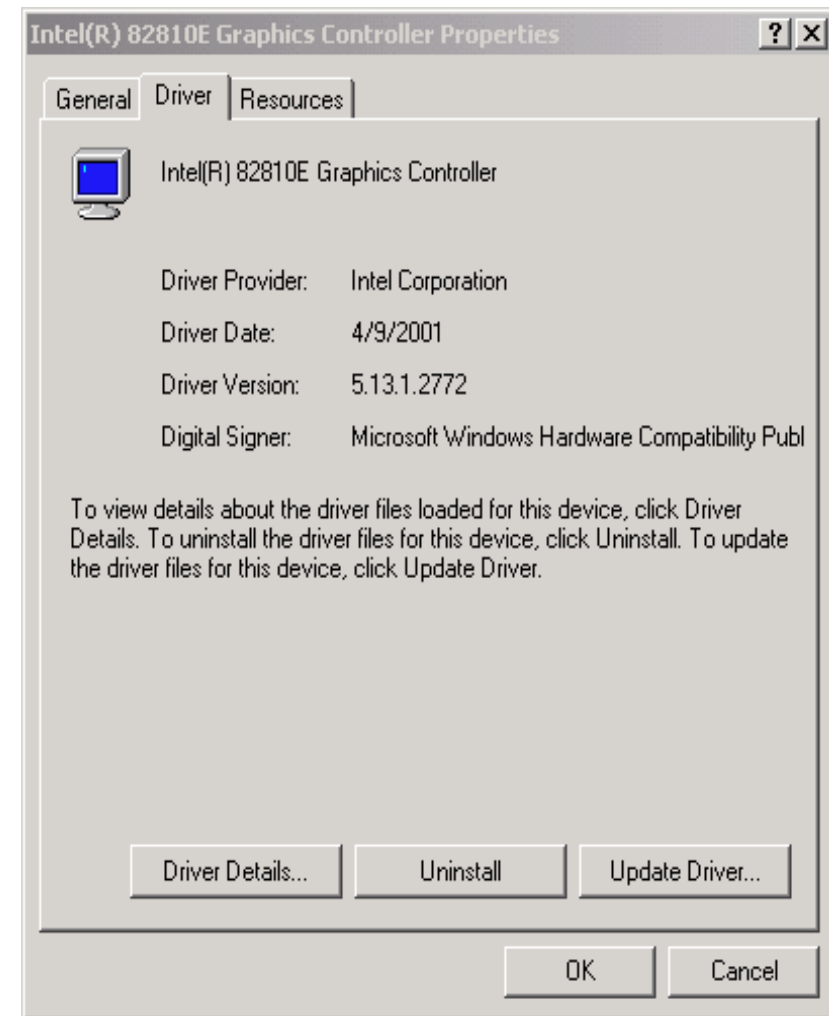 Intel(R) 82810E Graphics Controller Properties
General Driver Resources
Intel(R) 82810E Graphics Controller
Driver Provider: Intel Corporation
Driver Date: 4/9/2001
Driver Version: 5.13.1.2772
Digital Signer: Microsoft Windows Hardware Compatibility Publ
To view details about the driver files loaded for this device, click Driver
Details. To uninstall the driver files for this device, click Uninstall. To update
the driver files for this device, click Update Driver.
Driver Details... Uninstall Update Driver...
OK Cancel